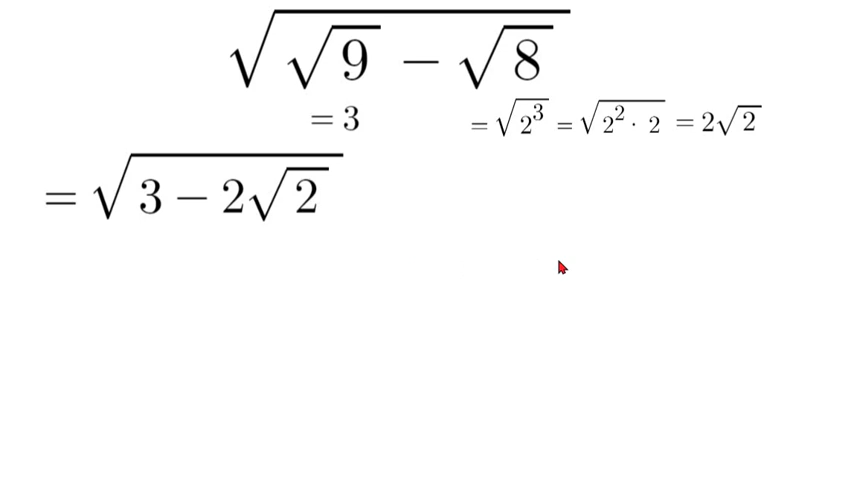 √(√9 − √8)
= 3
= √(2³) = √(2² · 2) = 2√2
= √(3 − 2√2)